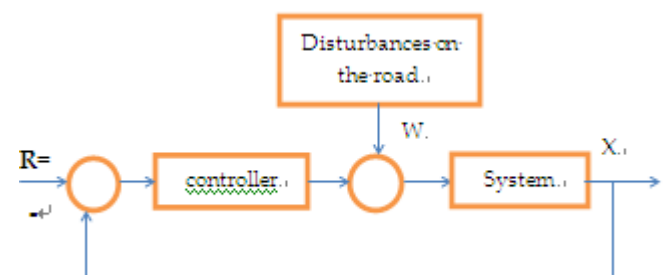 Disturbances·on·
the·road.
W.
R=
controller.
System.
X.
-↵